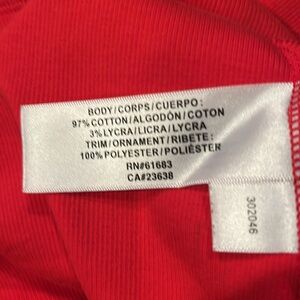 BODY/CORPS/CUERPO:
97% COTTON/ALGODÓN/COTON
3% LYCRA/LICRA/LYCRA
TRIM/ORNAMENT/RIBETE:
100% POLYESTER/POLIÉSTER
RN#61683
CA#23638
302046